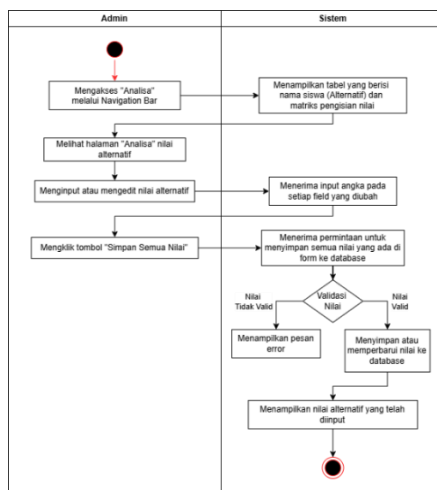 Admin
Sistem
Mengakses "Analisa"
melalui Navigation Bar
Menampilkan tabel yang berisi
nama siswa (Alternatif) dan
matriks pengisian nilai
Melihat halaman "Analisa" nilai
alternatif
Menginput atau mengedit nilai alternatif
Menerima input angka pada
setiap field yang diubah
Mengklik tombol "Simpan Semua Nilai"
Menerima permintaan untuk
menyimpan semua nilai yang ada di
form ke database
Nilai
Tidak Valid
Validasi
Nilai
Nilai
Valid
Menampilkan pesan
error
Menyimpan atau
memperbarui nilai ke
database
Menampilkan nilai alternatif yang telah
diinput